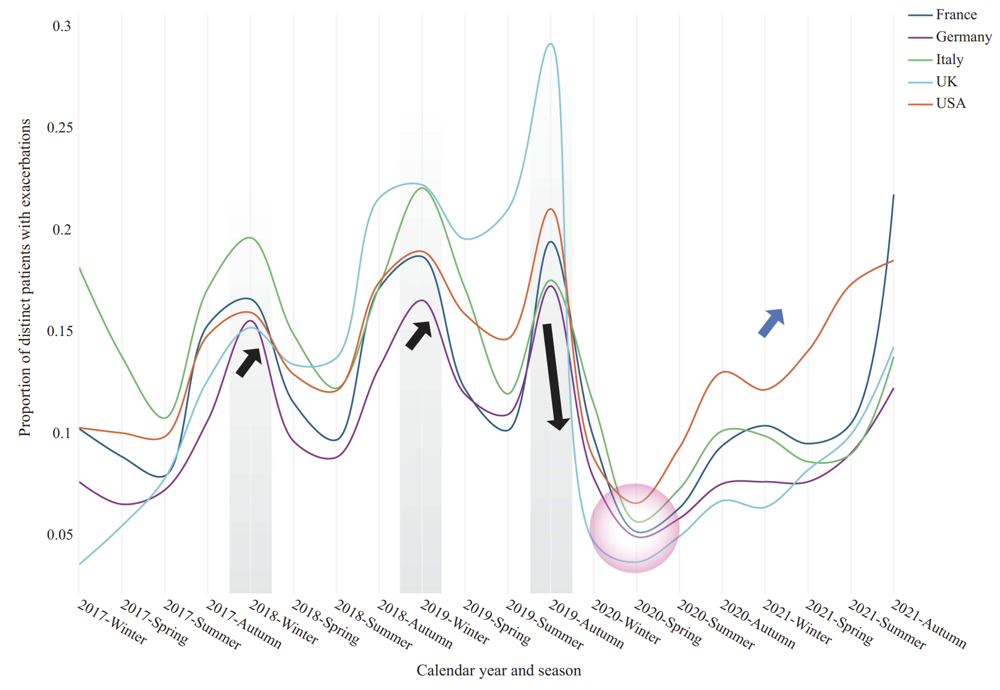 France
Germany
Italy
UK
USA
Proportion of distinct patients with exacerbations
0.3
0.25
0.2
0.15
0.1
0.05
2017-Winter
2017-Spring
2017-Summer
2017-Autumn
2018-Winter
2018-Spring
2018-Summer
2018-Autumn
2019-Winter
2019-Spring
2019-Summer
2019-Autumn
2020-Winter
2020-Spring
2020-Summer
2020-Autumn
2021-Winter
2021-Spring
2021-Summer
2021-Autumn
Calendar year and season